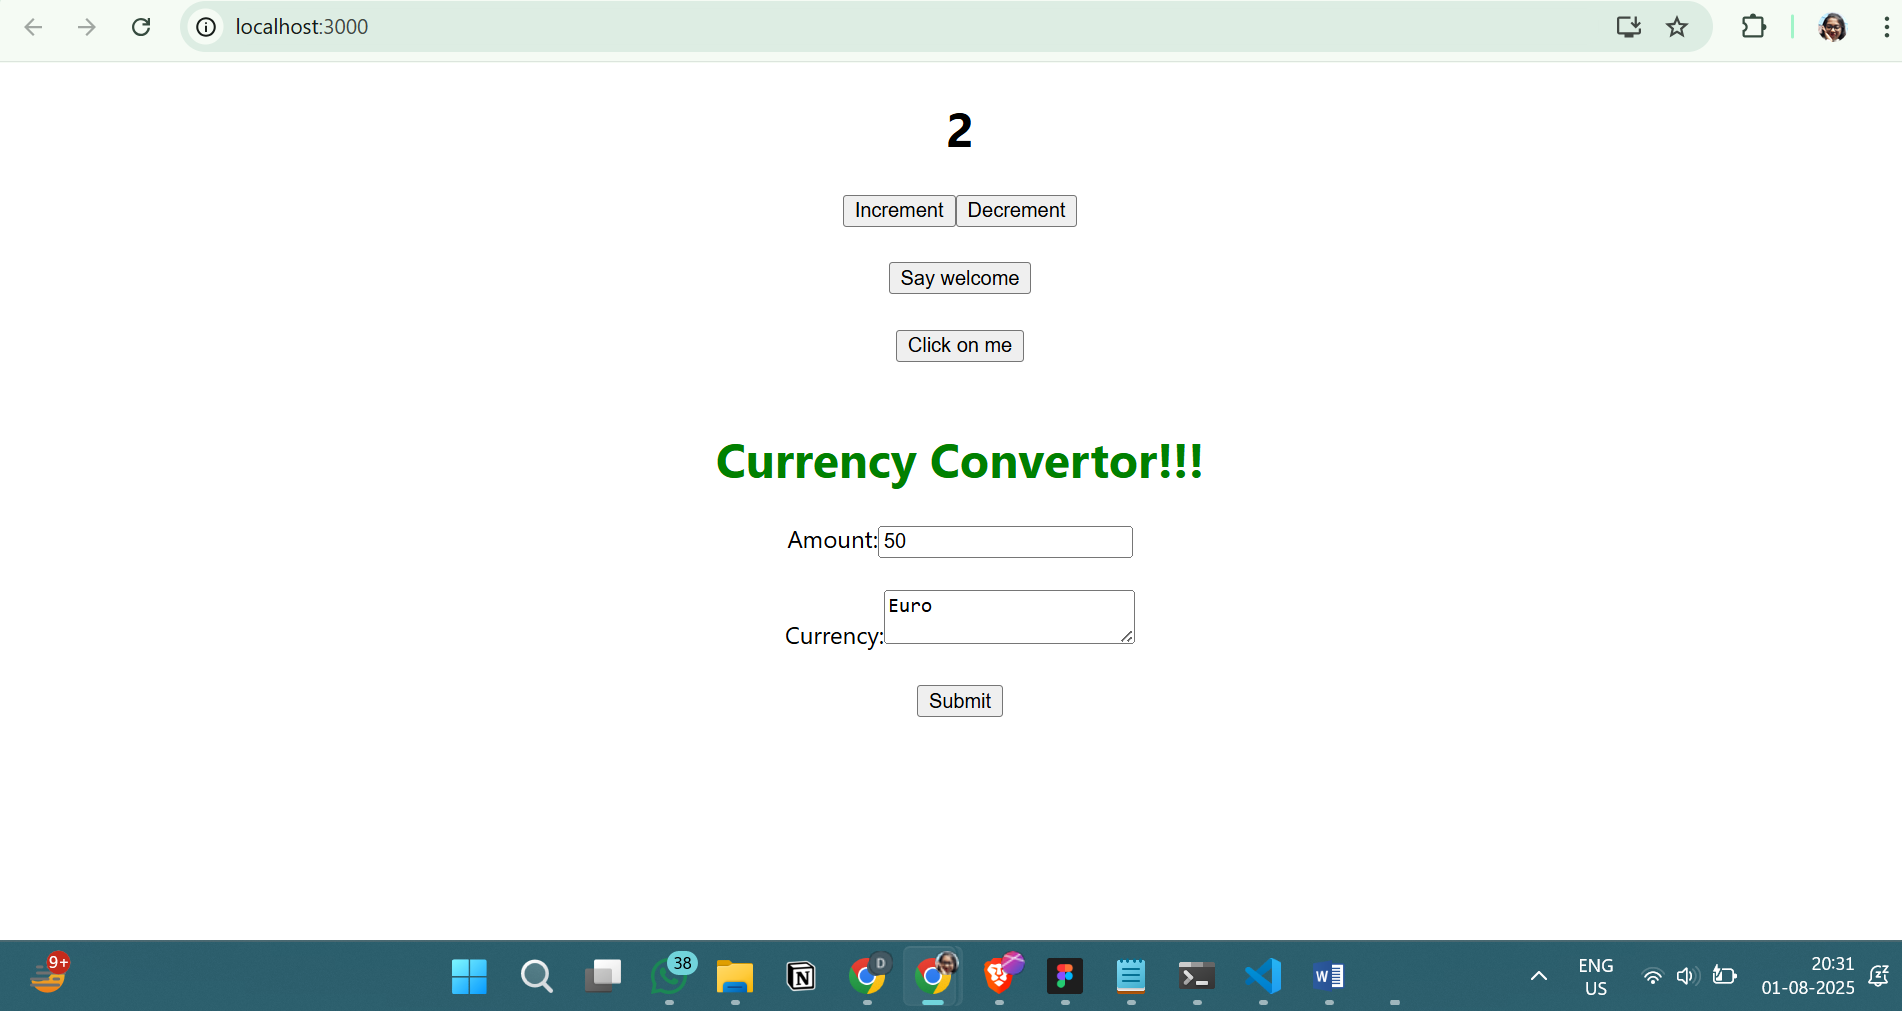 localhost:3000
2
Increment Decrement
Say welcome
Click on me
Currency Convertor!!!
Amount: 50
Currency: Euro
Submit
9+
38
D
N
W
ENG
US
20:31
01-08-2025